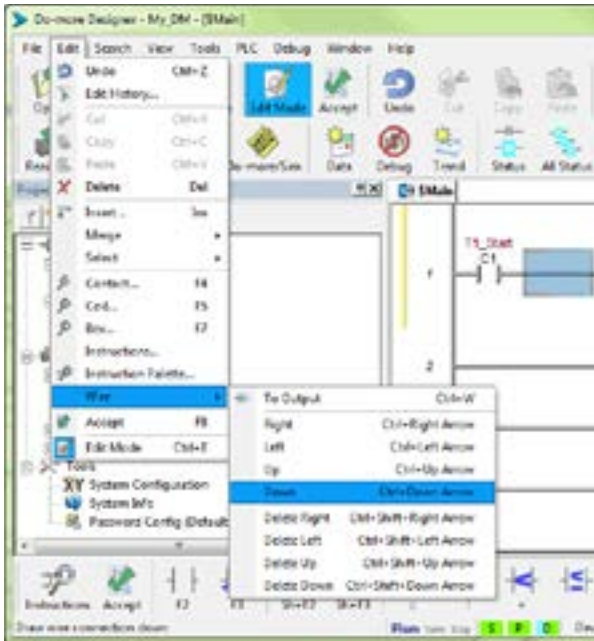 Do-more Designer - My_DM - [$Main]
File Edit Search View Tools PLC Debug Window Help
Undo Ctrl+Z
Edit History...
Cut Ctrl+X
Copy Ctrl+C
Paste Ctrl+V
Delete Del
Insert... Ins
Merge
Select
Contact... F4
Coil... F5
Box... F7
Instructions...
Instruction Palette...
Wire
Accept F8
Edit Mode Ctrl+E
To Output Ctrl+W
Right Ctrl+Right Arrow
Left Ctrl+Left Arrow
Up Ctrl+Up Arrow
Down Ctrl+Down Arrow
Delete Right Ctrl+Shift+Right Arrow
Delete Left Ctrl+Shift+Left Arrow
Delete Up Ctrl+Shift+Up Arrow
Delete Down Ctrl+Shift+Down Arrow
Edit Mode Accept Undo Cut Copy Paste
Do-more/Sim Data Debug Trend Status All Status
$Main
T1_Start
C1
1
2
Tools
System Configuration
System Info
Password Config (Default
Instructions Accept F2 F3 Sh+F2 Sh+F3
Draw wire connection down